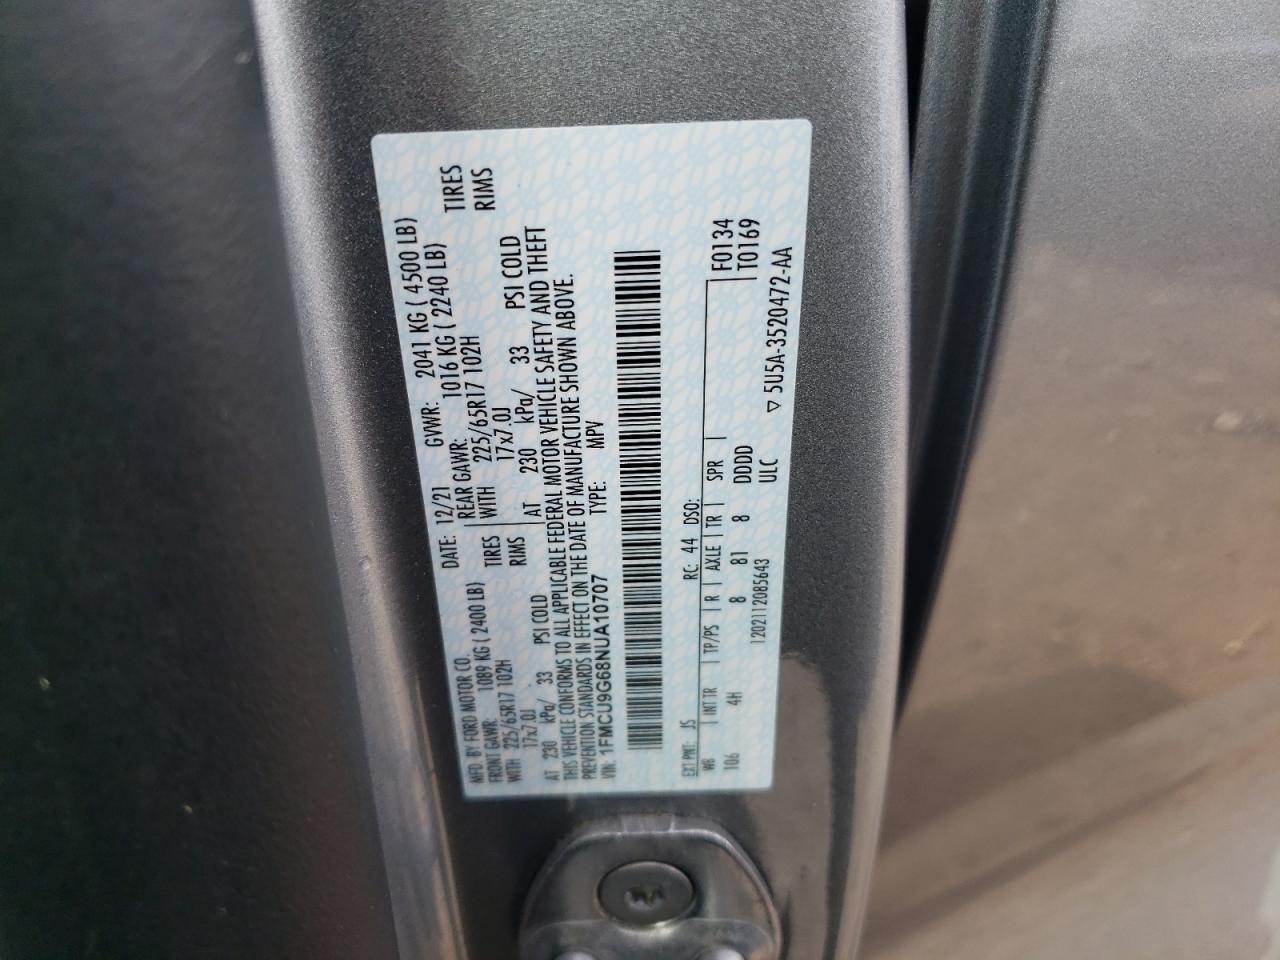 MFD. BY FORD MOTOR CO. DATE: 12/21 GVWR: 2041 KG ( 4500 LB)
FRONT GAWR: 1089 KG ( 2400 LB) REAR GAWR: 1016 KG ( 2240 LB)
WITH 225/65R17 102H TIRES WITH 225/65R17 102H TIRES
17x7.0J RIMS 17x7.0J RIMS
AT 230 kPa/ 33 PSI COLD AT 230 kPa/ 33 PSI COLD
THIS VEHICLE CONFORMS TO ALL APPLICABLE FEDERAL MOTOR VEHICLE SAFETY AND THEFT
PREVENTION STANDARDS IN EFFECT ON THE DATE OF MANUFACTURE SHOWN ABOVE.
VIN: 1FMCU9G68NUA10707 TYPE: MPV
EXT PNT: JS RC: 44 DSO: F0134
WB INT TR TP/PS R AXLE TR SPR T0169
106 4H 8 81 8 DDDD
1202112085643 ULC
▽ 5U5A-3520472-AA